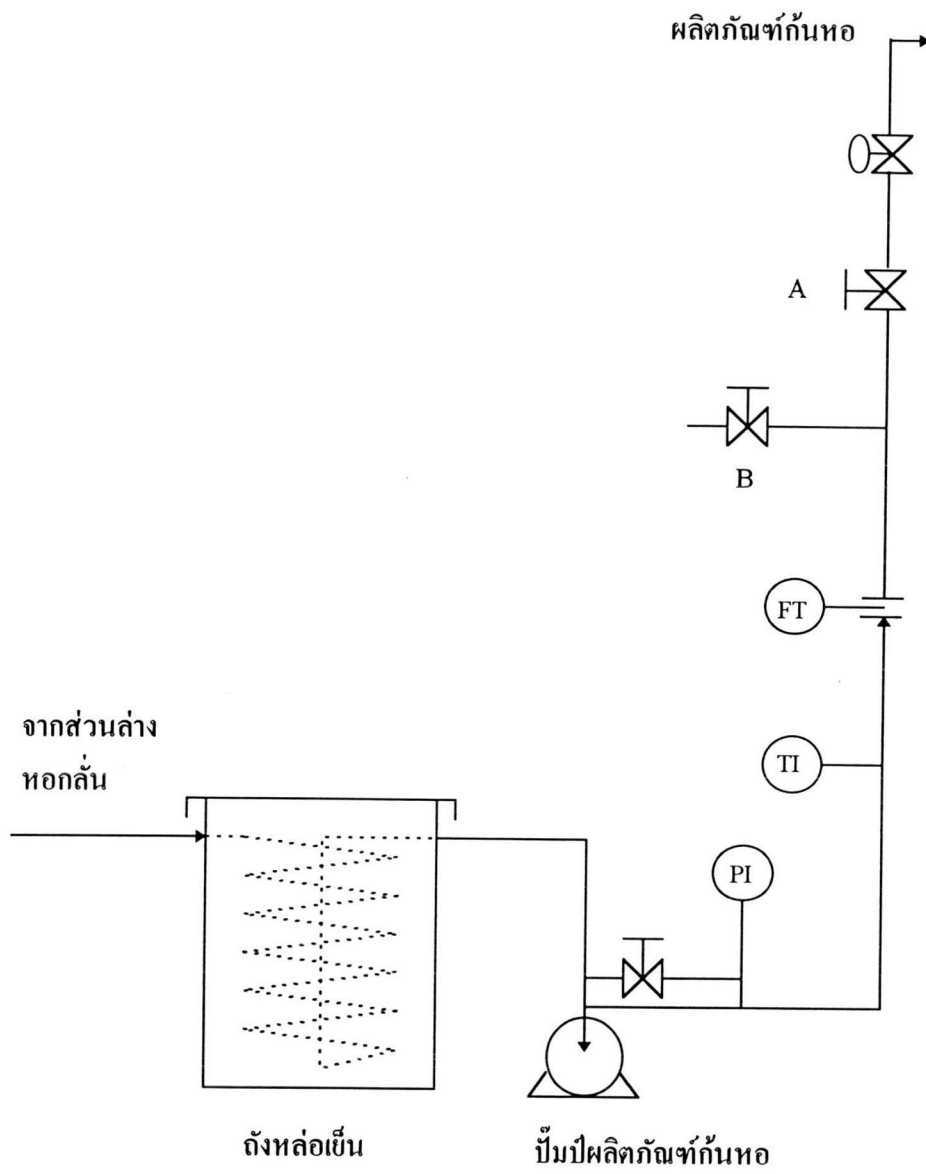 ผลิตภัณฑ์ก้นหอ
A
B
FT
จากส่วนล่าง
หอกลั่น
TI
PI
ถังหล่อเย็น
ปั๊มป์ผลิตภัณฑ์ก้นหอ